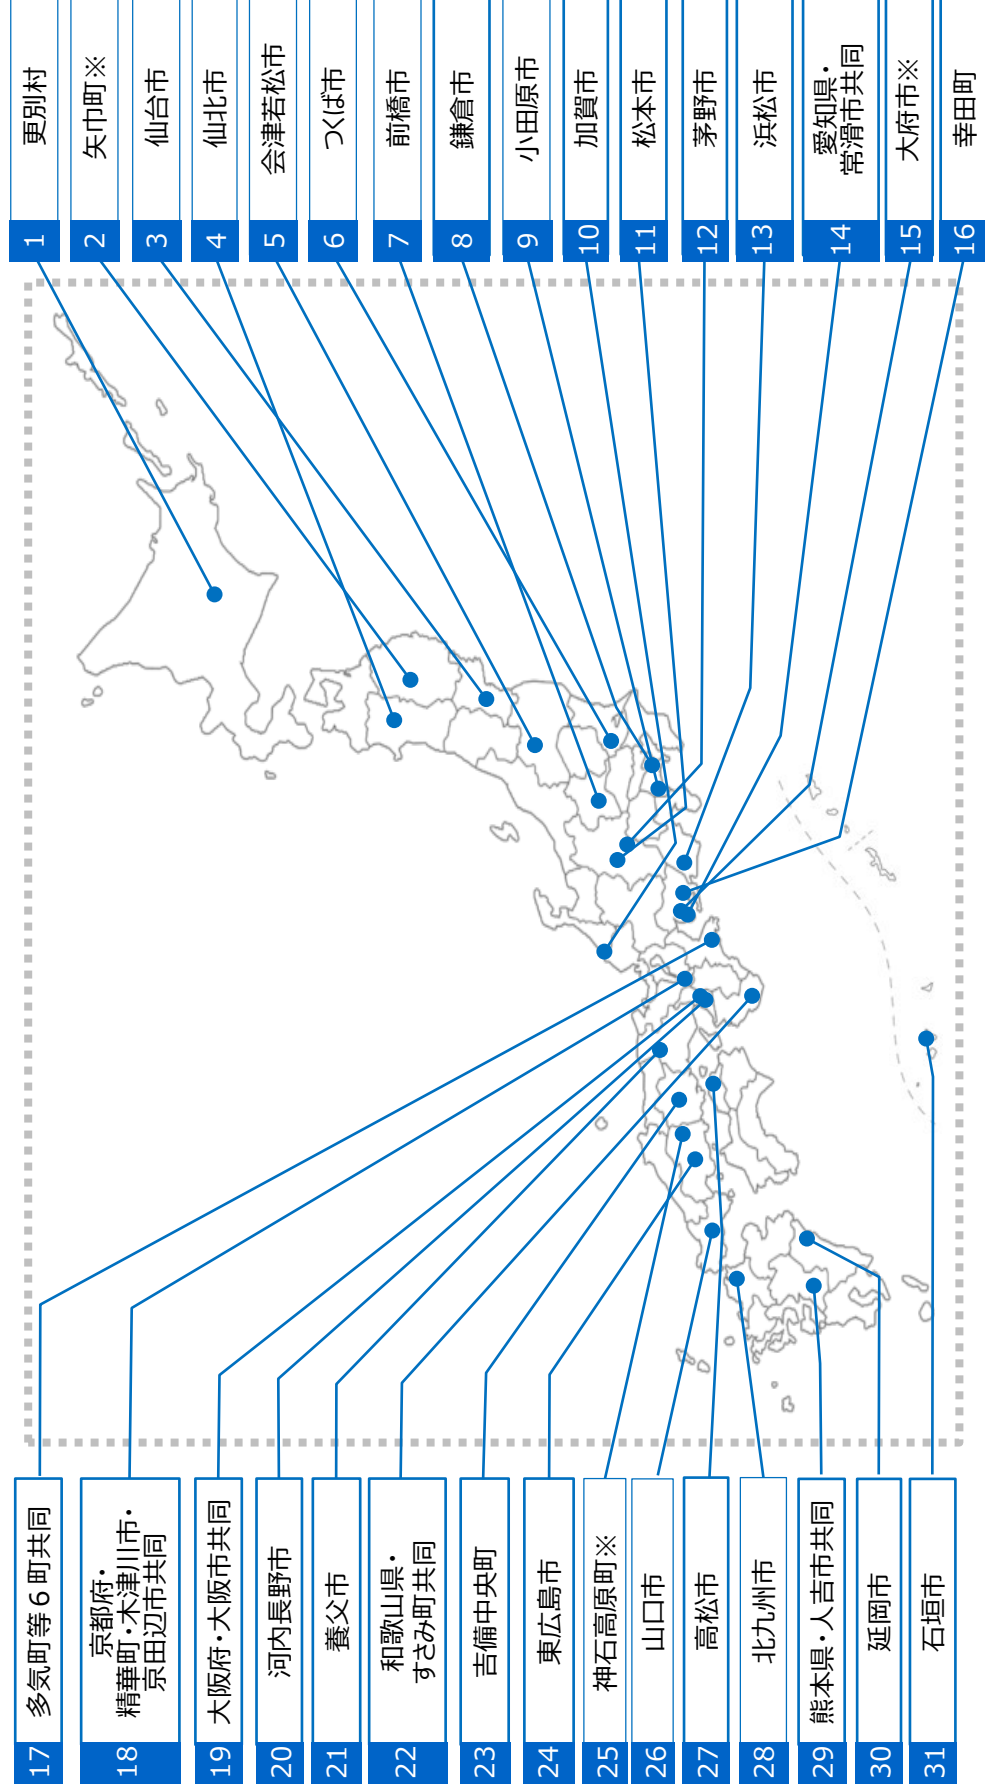 1
更別村
2
矢巾町※
3
仙台市
4
仙北市
5
会津若松市
6
つくば市
7
前橋市
8
鎌倉市
9
小田原市
10
加賀市
11
松本市
12
茅野市
13
浜松市
14
愛知県・
常滑市共同
15
大府市※
16
幸田町
17
多気町等６町共同
18
京都府・
精華町・木津川市・
京田辺市共同
19
大阪府・大阪市共同
20
河内長野市
21
養父市
22
和歌山県・
すさみ町共同
23
吉備中央町
24
東広島市
25
神石高原町※
26
山口市
27
高松市
28
北九州市
29
熊本県・人吉市共同
30
延岡市
31
石垣市